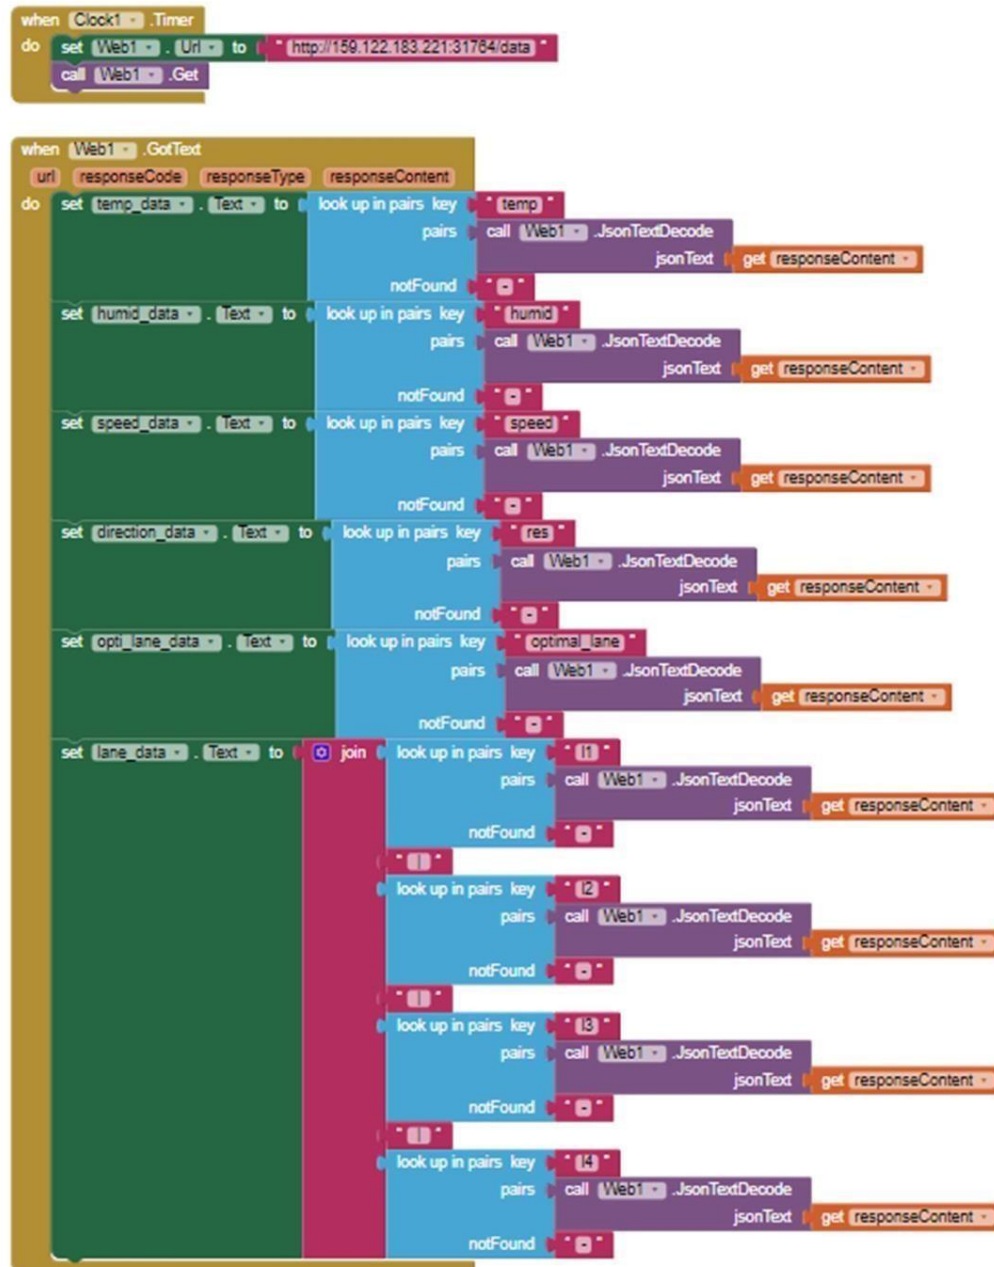 when Clock1 .Timer
do set Web1 . Url to " http://159.122.183.221:31764/data "
call Web1 .Get
when Web1 .GotText
url responseCode responseType responseContent
do set temp_data . Text to look up in pairs key " temp "
pairs call Web1 .JsonTextDecode
jsonText get responseContent
notFound " - "
set humid_data . Text to look up in pairs key " humid "
pairs call Web1 .JsonTextDecode
jsonText get responseContent
notFound " - "
set speed_data . Text to look up in pairs key " speed "
pairs call Web1 .JsonTextDecode
jsonText get responseContent
notFound " - "
set direction_data . Text to look up in pairs key " res "
pairs call Web1 .JsonTextDecode
jsonText get responseContent
notFound " - "
set opti_lane_data . Text to look up in pairs key " optimal_lane "
pairs call Web1 .JsonTextDecode
jsonText get responseContent
notFound " - "
set lane_data . Text to join look up in pairs key " l1 "
pairs call Web1 .JsonTextDecode
jsonText get responseContent
notFound " - "
" | "
look up in pairs key " l2 "
pairs call Web1 .JsonTextDecode
jsonText get responseContent
notFound " - "
" | "
look up in pairs key " l3 "
pairs call Web1 .JsonTextDecode
jsonText get responseContent
notFound " - "
" | "
look up in pairs key " l4 "
pairs call Web1 .JsonTextDecode
jsonText get responseContent
notFound " - "